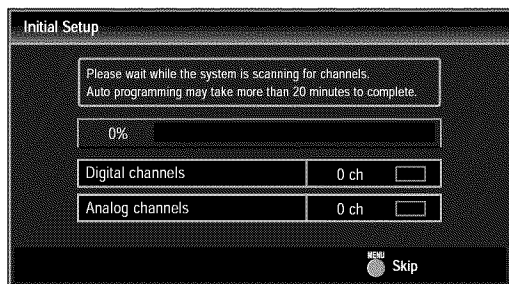 Initial Setup
Please wait while the system is scanning for channels.
Auto programming may take more than 20 minutes to complete.
0%
Digital channels 0 ch
Analog channels 0 ch
MENU
Skip